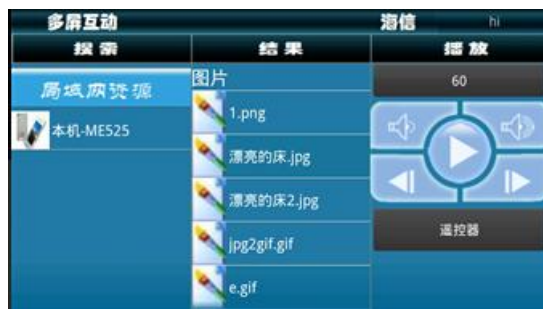 多屏互动
海信
hi
搜索
结果
播放
局域网资源
本机-ME525
图片
1.png
漂亮的床.jpg
漂亮的床2.jpg
jpg2gif.gif
e.gif
60
遥控器